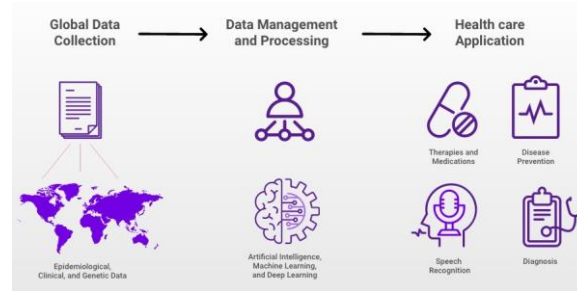 Global Data
Collection
Data Management
and Processing
Health care
Application
Therapies and
Medications
Disease
Prevention
Epidemiological,
Clinical, and Genetic Data
Artificial Intelligence,
Machine Learning,
and Deep Learning
Speech
Recognition
Diagnosis